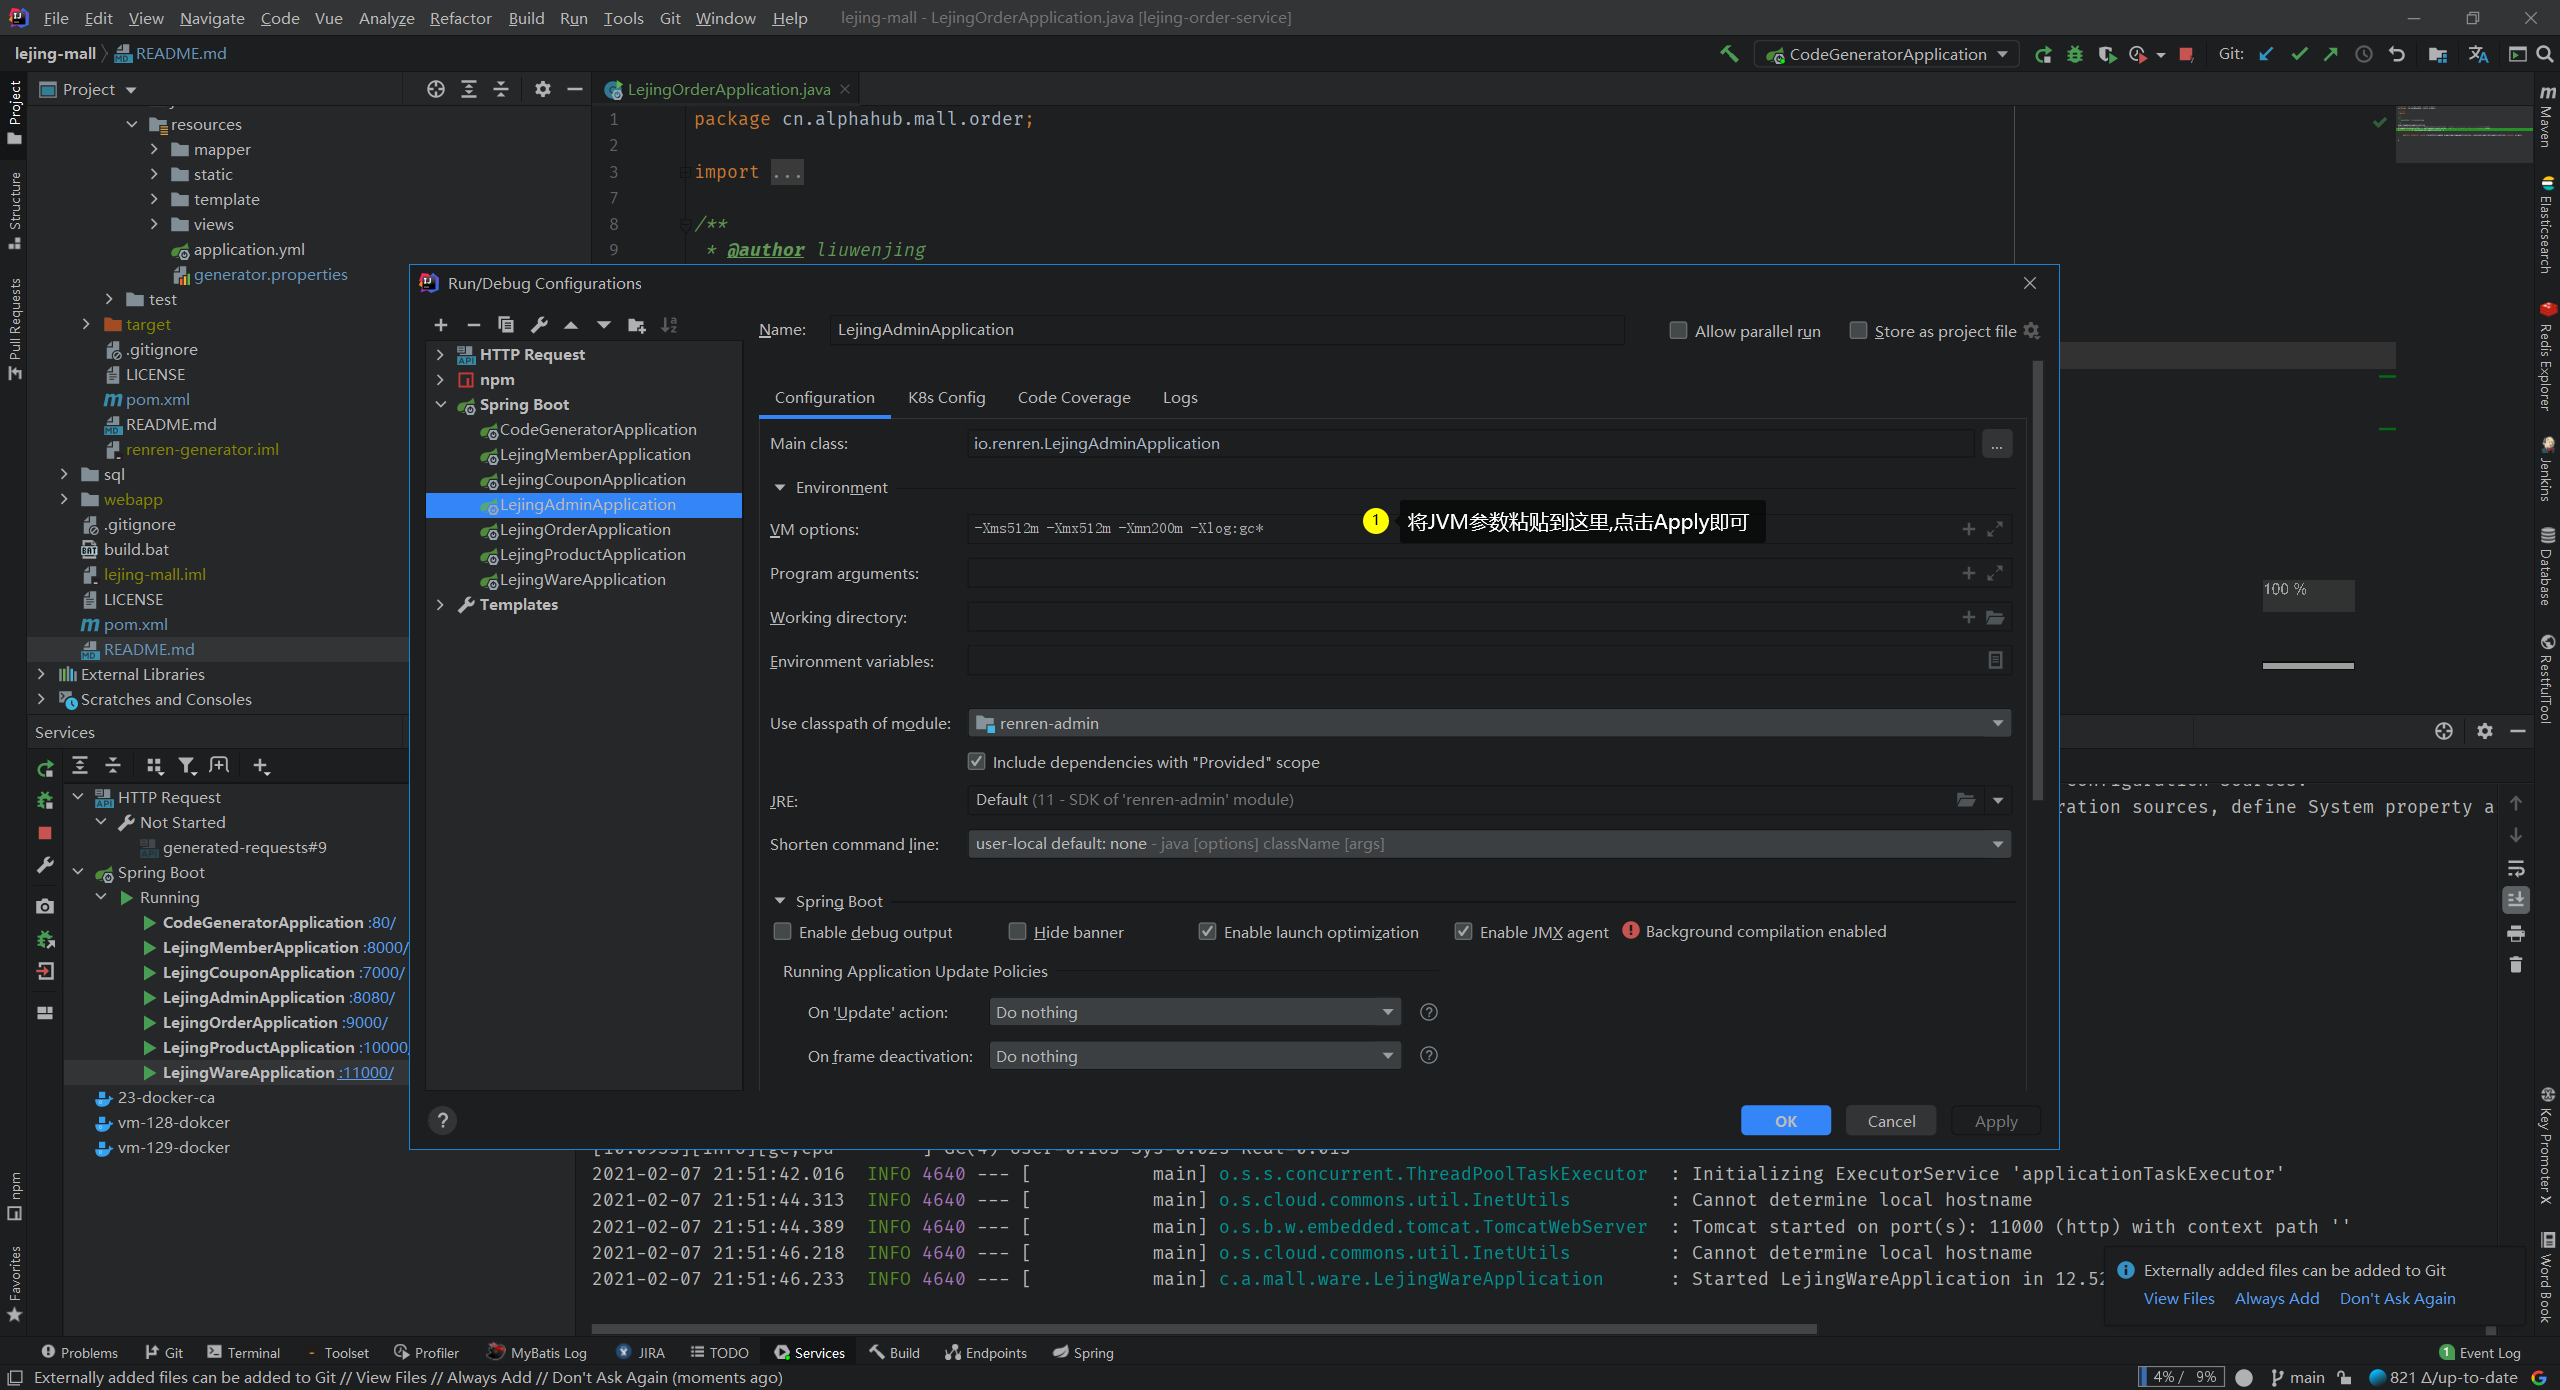 File Edit View Navigate Code Vue Analyze Refactor Build Run Tools Git Window Help lejing-mall - LejingOrderApplication.java [lejing-order-service]
lejing-mall README.md CodeGeneratorApplication Git:
Project LejingOrderApplication.java
resources
mapper
static
template
views
application.yml
generator.properties
test
target
.gitignore
LICENSE
pom.xml
README.md
renren-generator.iml
sql
webapp
.gitignore
build.bat
lejing-mall.iml
LICENSE
pom.xml
README.md
External Libraries
Scratches and Consoles
1 package cn.alphahub.mall.order;
2
3 import ...
7
8 /**
9 * @author liuwenjing
Run/Debug Configurations
HTTP Request
npm
Spring Boot
CodeGeneratorApplication
LejingMemberApplication
LejingCouponApplication
LejingAdminApplication
LejingOrderApplication
LejingProductApplication
LejingWareApplication
Templates
Name: LejingAdminApplication Allow parallel run Store as project file
Configuration K8s Config Code Coverage Logs
Main class: io.renren.LejingAdminApplication ...
Environment
VM options: -Xms512m -Xmx512m -Xmn200m -Xlog:gc* 1 将JVM参数粘贴到这里,点击Apply即可
Program arguments:
Working directory:
Environment variables:
Use classpath of module: renren-admin
Include dependencies with "Provided" scope
JRE: Default (11 - SDK of 'renren-admin' module)
Shorten command line: user-local default: none - java [options] className [args]
Spring Boot
Enable debug output Hide banner Enable launch optimization Enable JMX agent Background compilation enabled
Running Application Update Policies
On 'Update' action: Do nothing
On frame deactivation: Do nothing
? OK Cancel Apply
100 %
Services
HTTP Request
Not Started
generated-requests#9
Spring Boot
Running
CodeGeneratorApplication :80/
LejingMemberApplication :8000/
LejingCouponApplication :7000/
LejingAdminApplication :8080/
LejingOrderApplication :9000/
LejingProductApplication :10000/
LejingWareApplication :11000/
23-docker-ca
vm-128-dokcer
vm-129-docker
ration sources, define System property a
2021-02-07 21:51:42.016 INFO 4640 --- [ main] o.s.s.concurrent.ThreadPoolTaskExecutor : Initializing ExecutorService 'applicationTaskExecutor'
2021-02-07 21:51:44.313 INFO 4640 --- [ main] o.s.cloud.commons.util.InetUtils : Cannot determine local hostname
2021-02-07 21:51:44.389 INFO 4640 --- [ main] o.s.b.w.embedded.tomcat.TomcatWebServer : Tomcat started on port(s): 11000 (http) with context path ''
2021-02-07 21:51:46.218 INFO 4640 --- [ main] o.s.cloud.commons.util.InetUtils : Cannot determine local hostname
2021-02-07 21:51:46.233 INFO 4640 --- [ main] c.a.mall.ware.LejingWareApplication : Started LejingWareApplication in 12.52
Externally added files can be added to Git
View Files Always Add Don't Ask Again
Project
Structure
Pull Requests
npm
Favorites
Maven
Elasticsearch
Redis Explorer
Jenkins
Database
RestfulTool
Key Promoter X
Word Book
Problems Git Terminal Toolset Profiler MyBatis Log JIRA TODO Services Build Endpoints Spring 1 Event Log
Externally added files can be added to Git // View Files // Always Add // Don't Ask Again (moments ago) 4% / 9% main 821 Δ/up-to-date